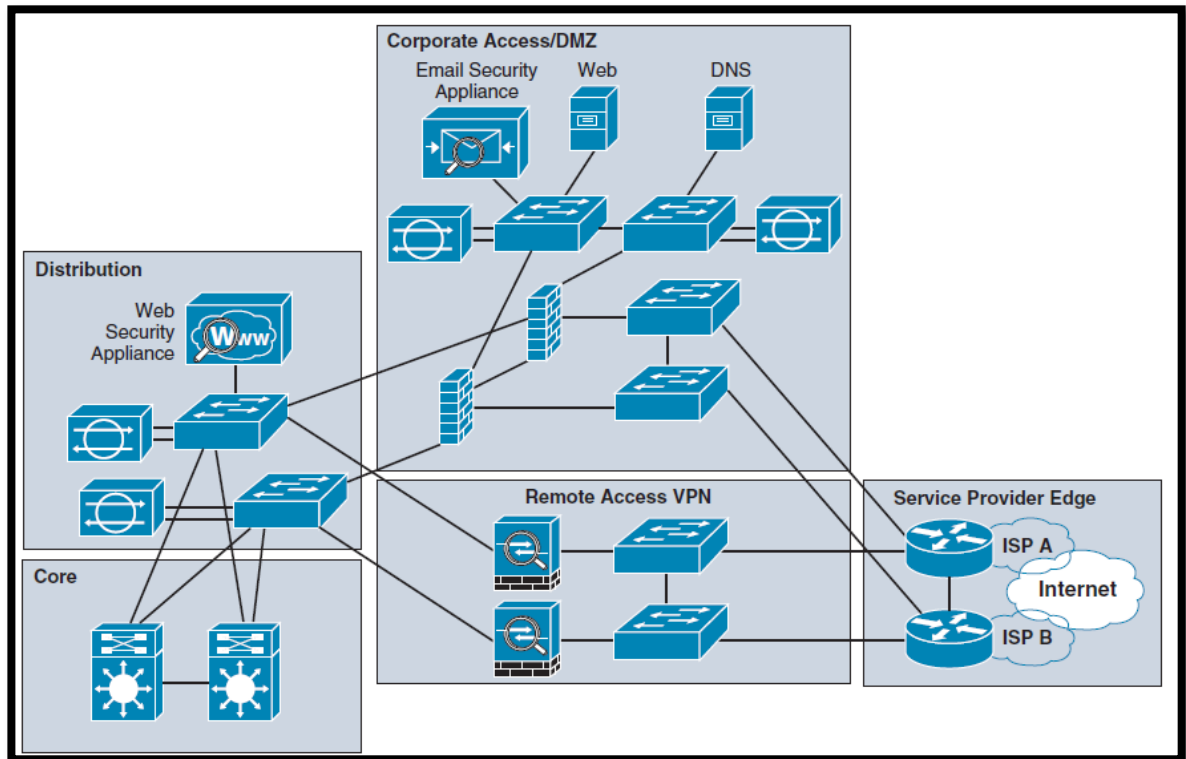 Corporate Access/DMZ
Email Security
Appliance
Web
DNS
Distribution
Web
Security
Appliance
Www
Remote Access VPN
Service Provider Edge
ISP A
Internet
ISP B
Core